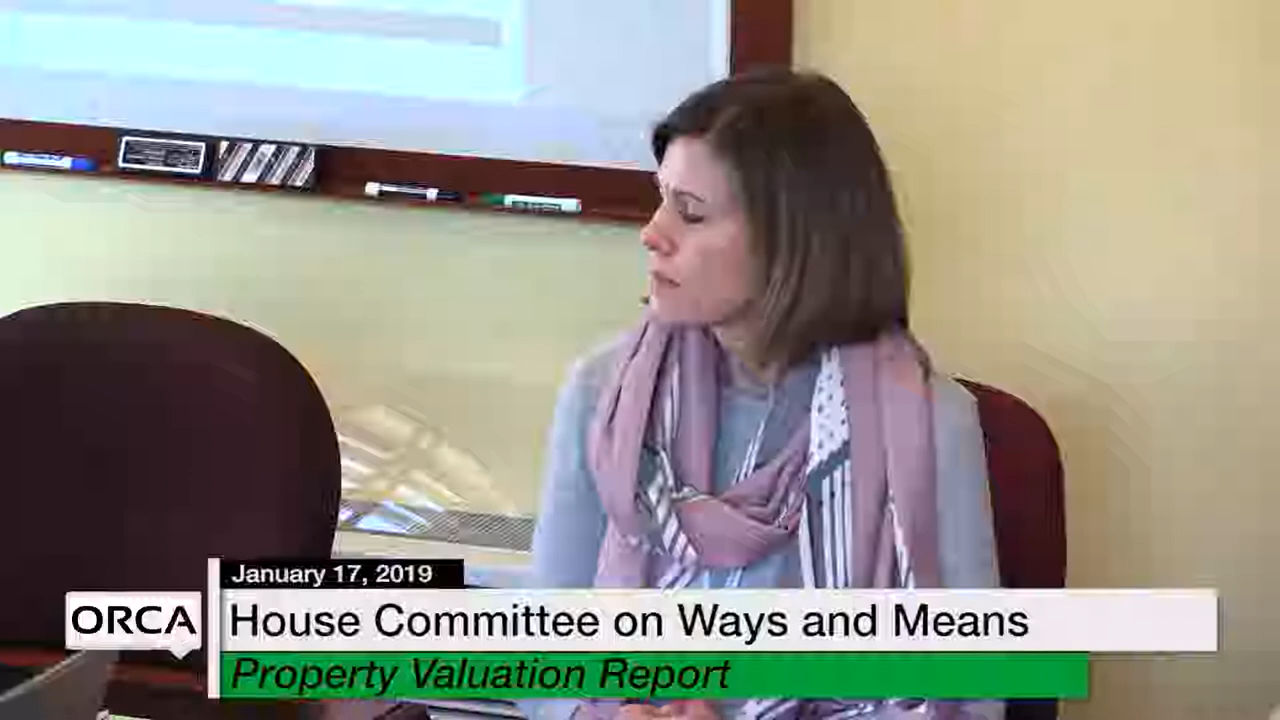 January 17, 2019
ORCA
House Committee on Ways and Means
Property Valuation Report